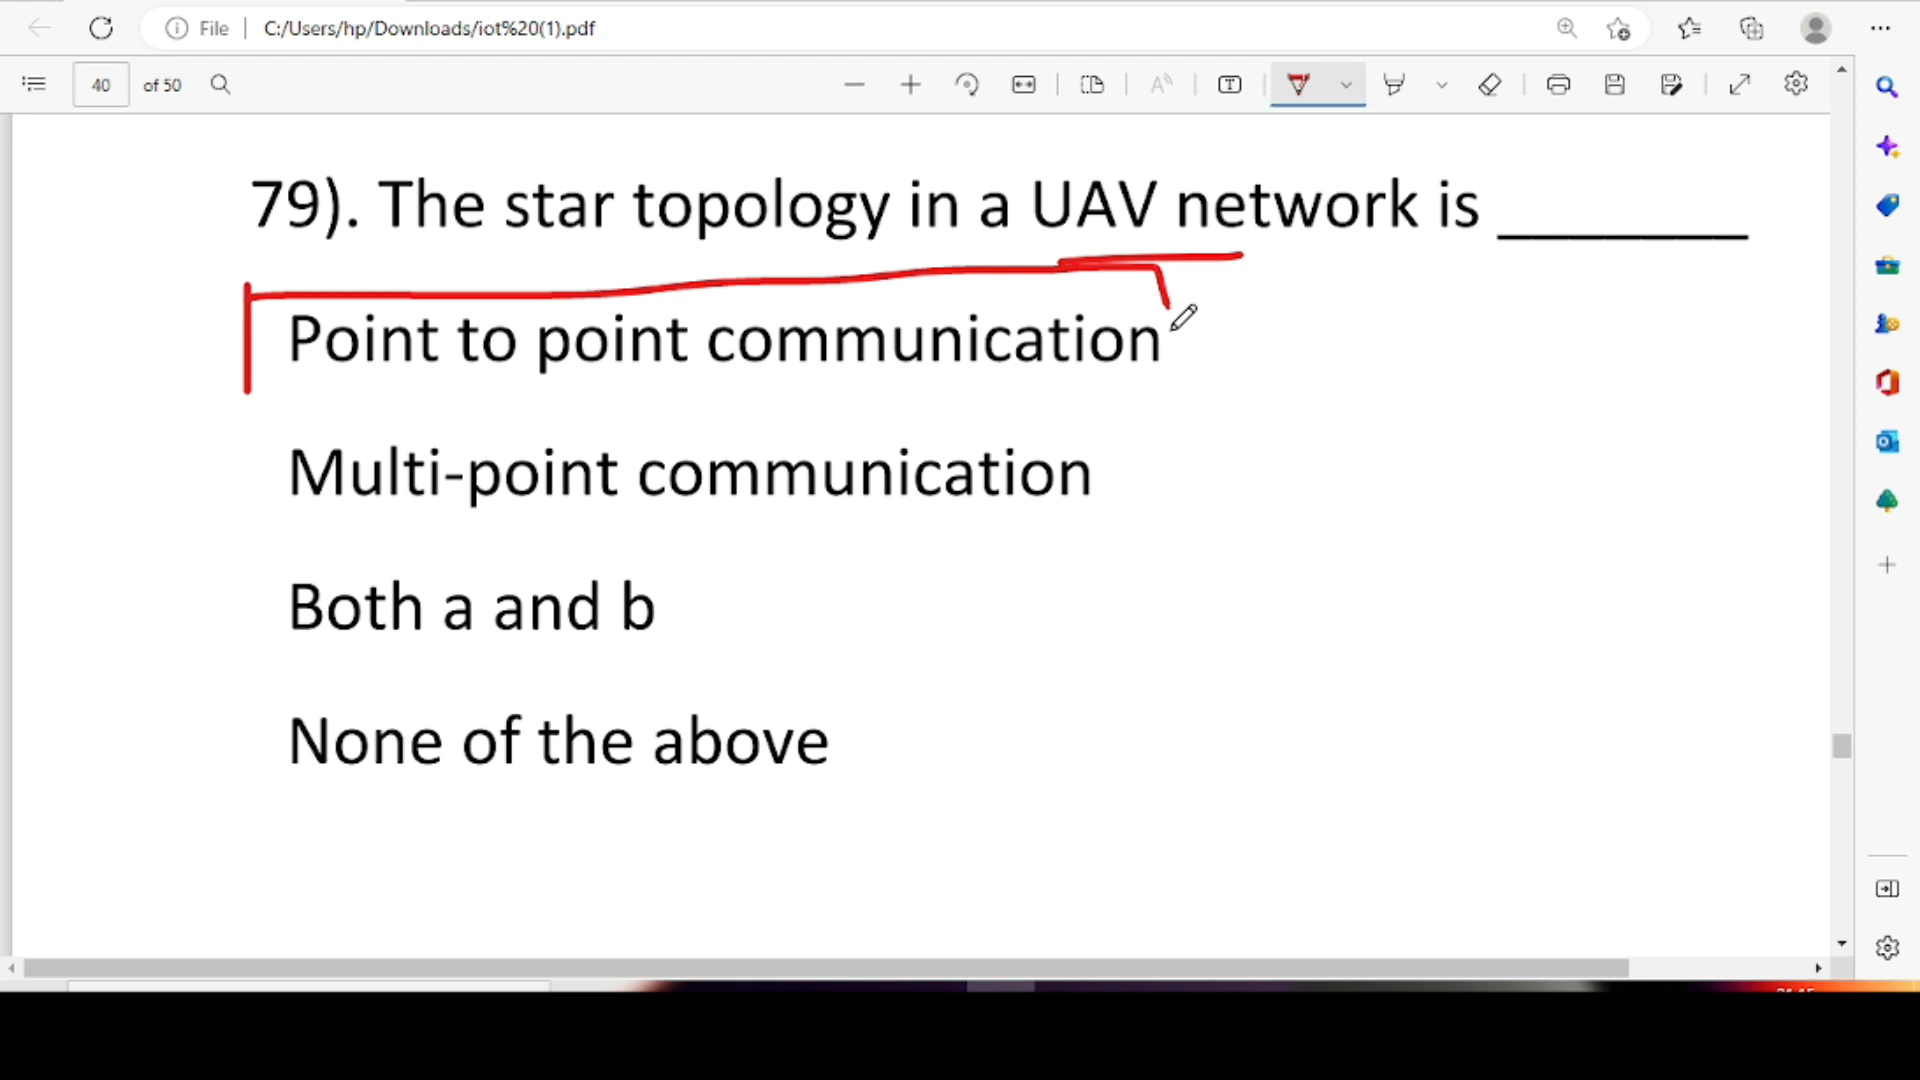 File
C:/Users/hp/Downloads/iot%20(1).pdf
40 of 50
79). The star topology in a UAV network is ________
Point to point communication
Multi-point communication
Both a and b
None of the above